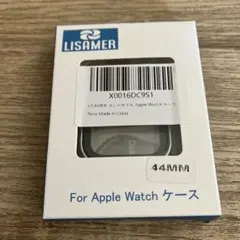 LISAMER
X0016DC9S1
New Made in China
44MM
For Apple Watch ケース